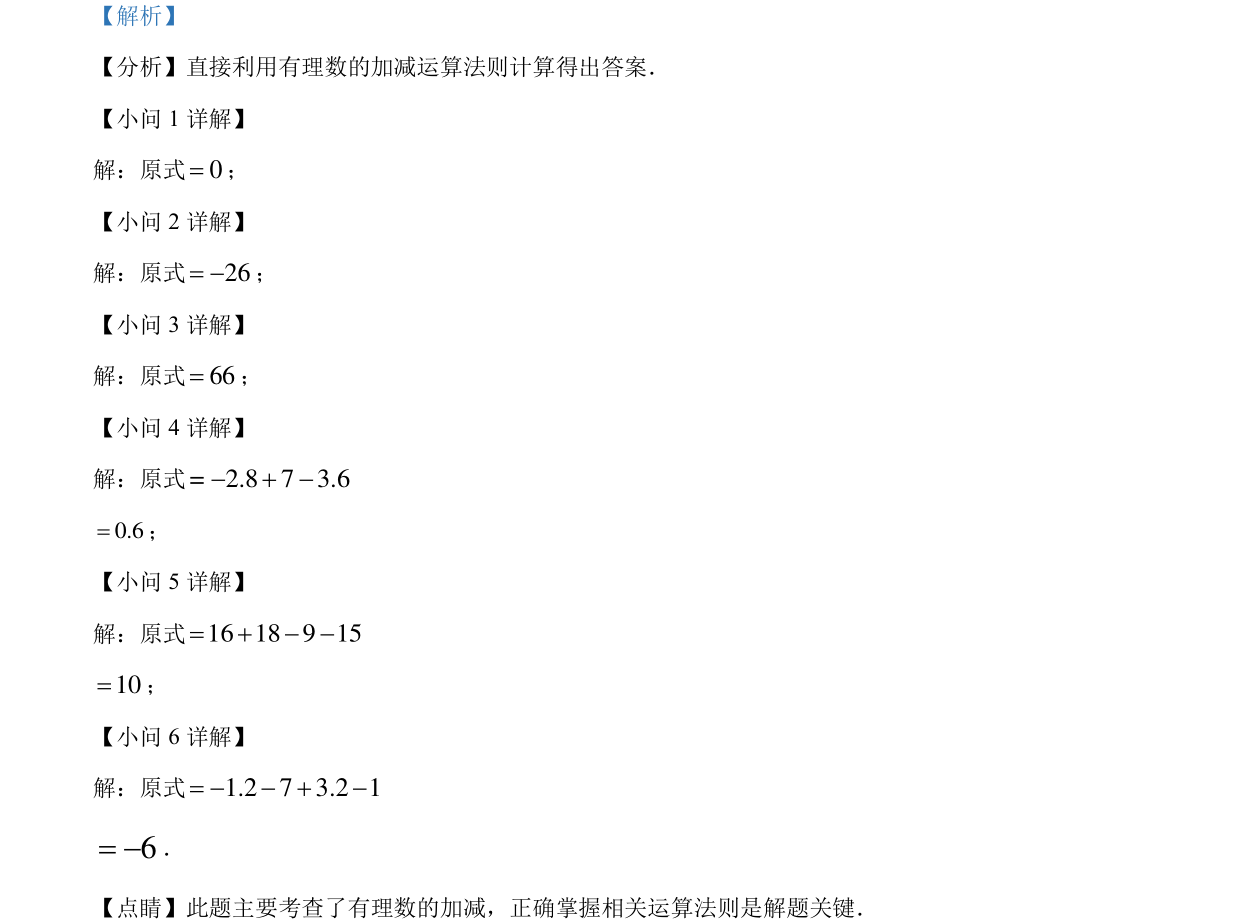 【解析】
【分析】直接利用有理数的加减运算法则计算得出答案．
【小问 1 详解】
解：原式＝0；
【小问 2 详解】
解：原式＝−26；
【小问 3 详解】
解：原式＝66；
【小问 4 详解】
解：原式＝−2.8＋7−3.6
＝0.6；
【小问 5 详解】
解：原式＝16＋18−9−15
＝10；
【小问 6 详解】
解：原式＝−1.2−7＋3.2−1
＝−6．
【点睛】此题主要考查了有理数的加减，正确掌握相关运算法则是解题关键．